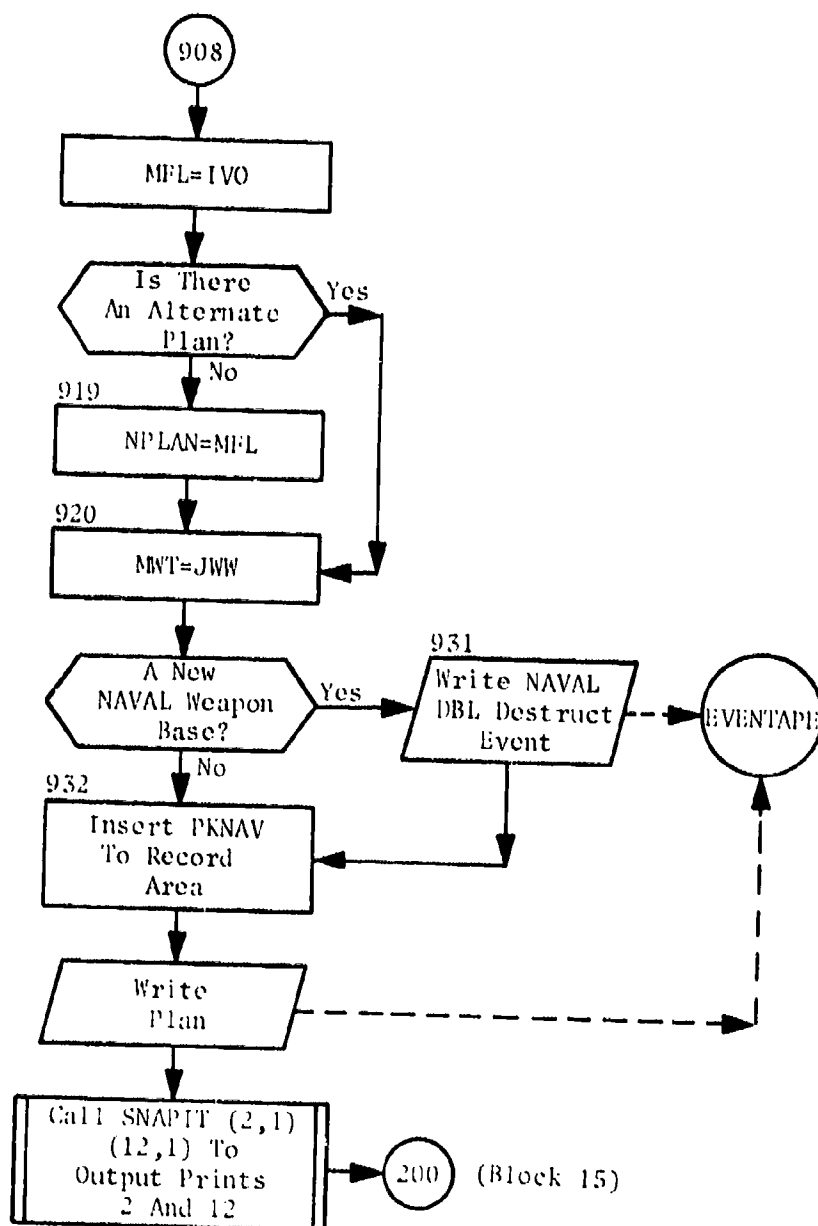 908
MFL=IVO
Is There
An Alternate
Plan?
Yes
No
919
NPLAN=MFL
920
MWT=JWW
A New
NAVAL Weapon
Base?
Yes
No
931
Write NAVAL
DBL Destruct
Event
EVENTAPE
932
Insert PKNAV
To Record
Area
Write
Plan
Call SNAPIT (2,1)
(12,1) To
Output Prints
2 And 12
200
(Block 15)